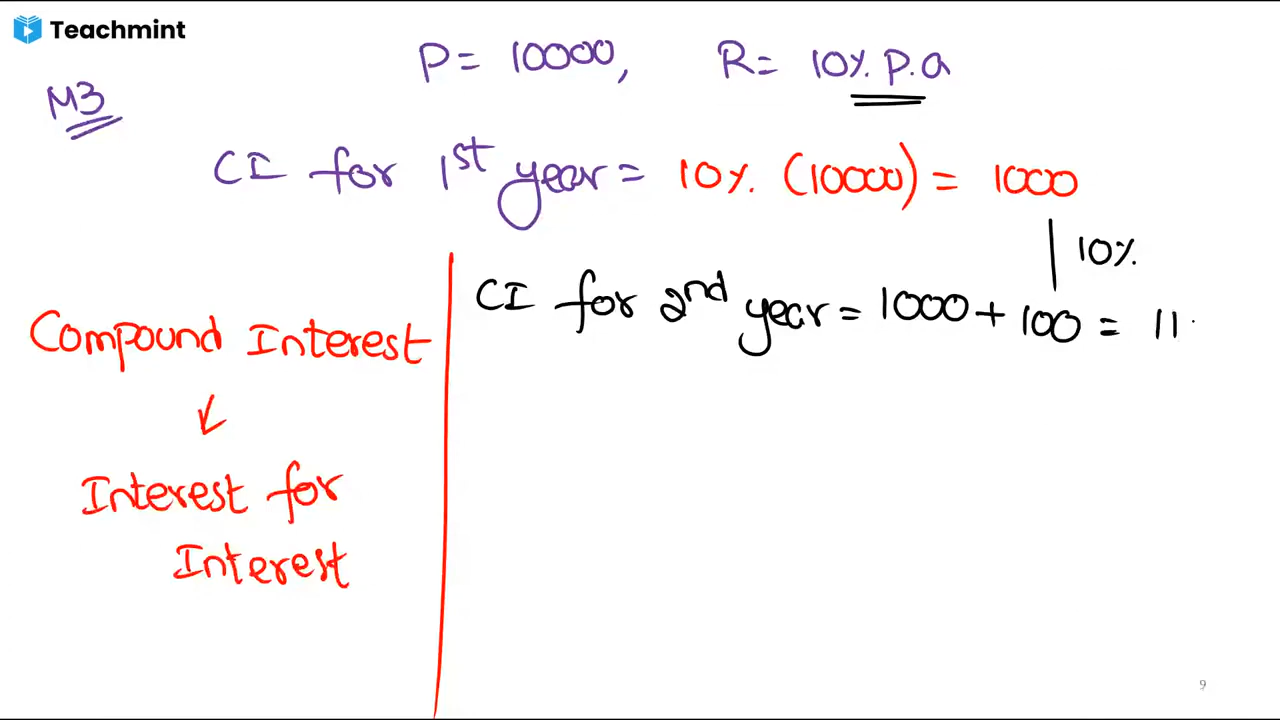 Teachmint
P = 10000, R = 10% p.a
M3
CI for 1st year = 10% (10000) = 1000
10%
CI for 2nd year = 1000 + 100 = 11
Compound Interest
Interest for
Interest
9